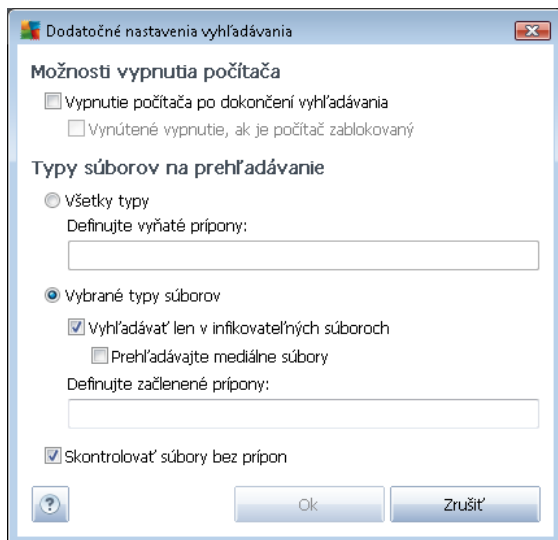 Dodatočné nastavenia vyhľadávania
Možnosti vypnutia počítača
Vypnutie počítača po dokončení vyhľadávania
Vynútené vypnutie, ak je počítač zablokovaný
Typy súborov na prehľadávanie
Všetky typy
Definujte vyňaté prípony:
Vybrané typy súborov
Vyhľadávať len v infikovateľných súboroch
Prehľadávajte mediálne súbory
Definujte začlenené prípony:
Skontrolovať súbory bez prípon
? Ok Zrušiť